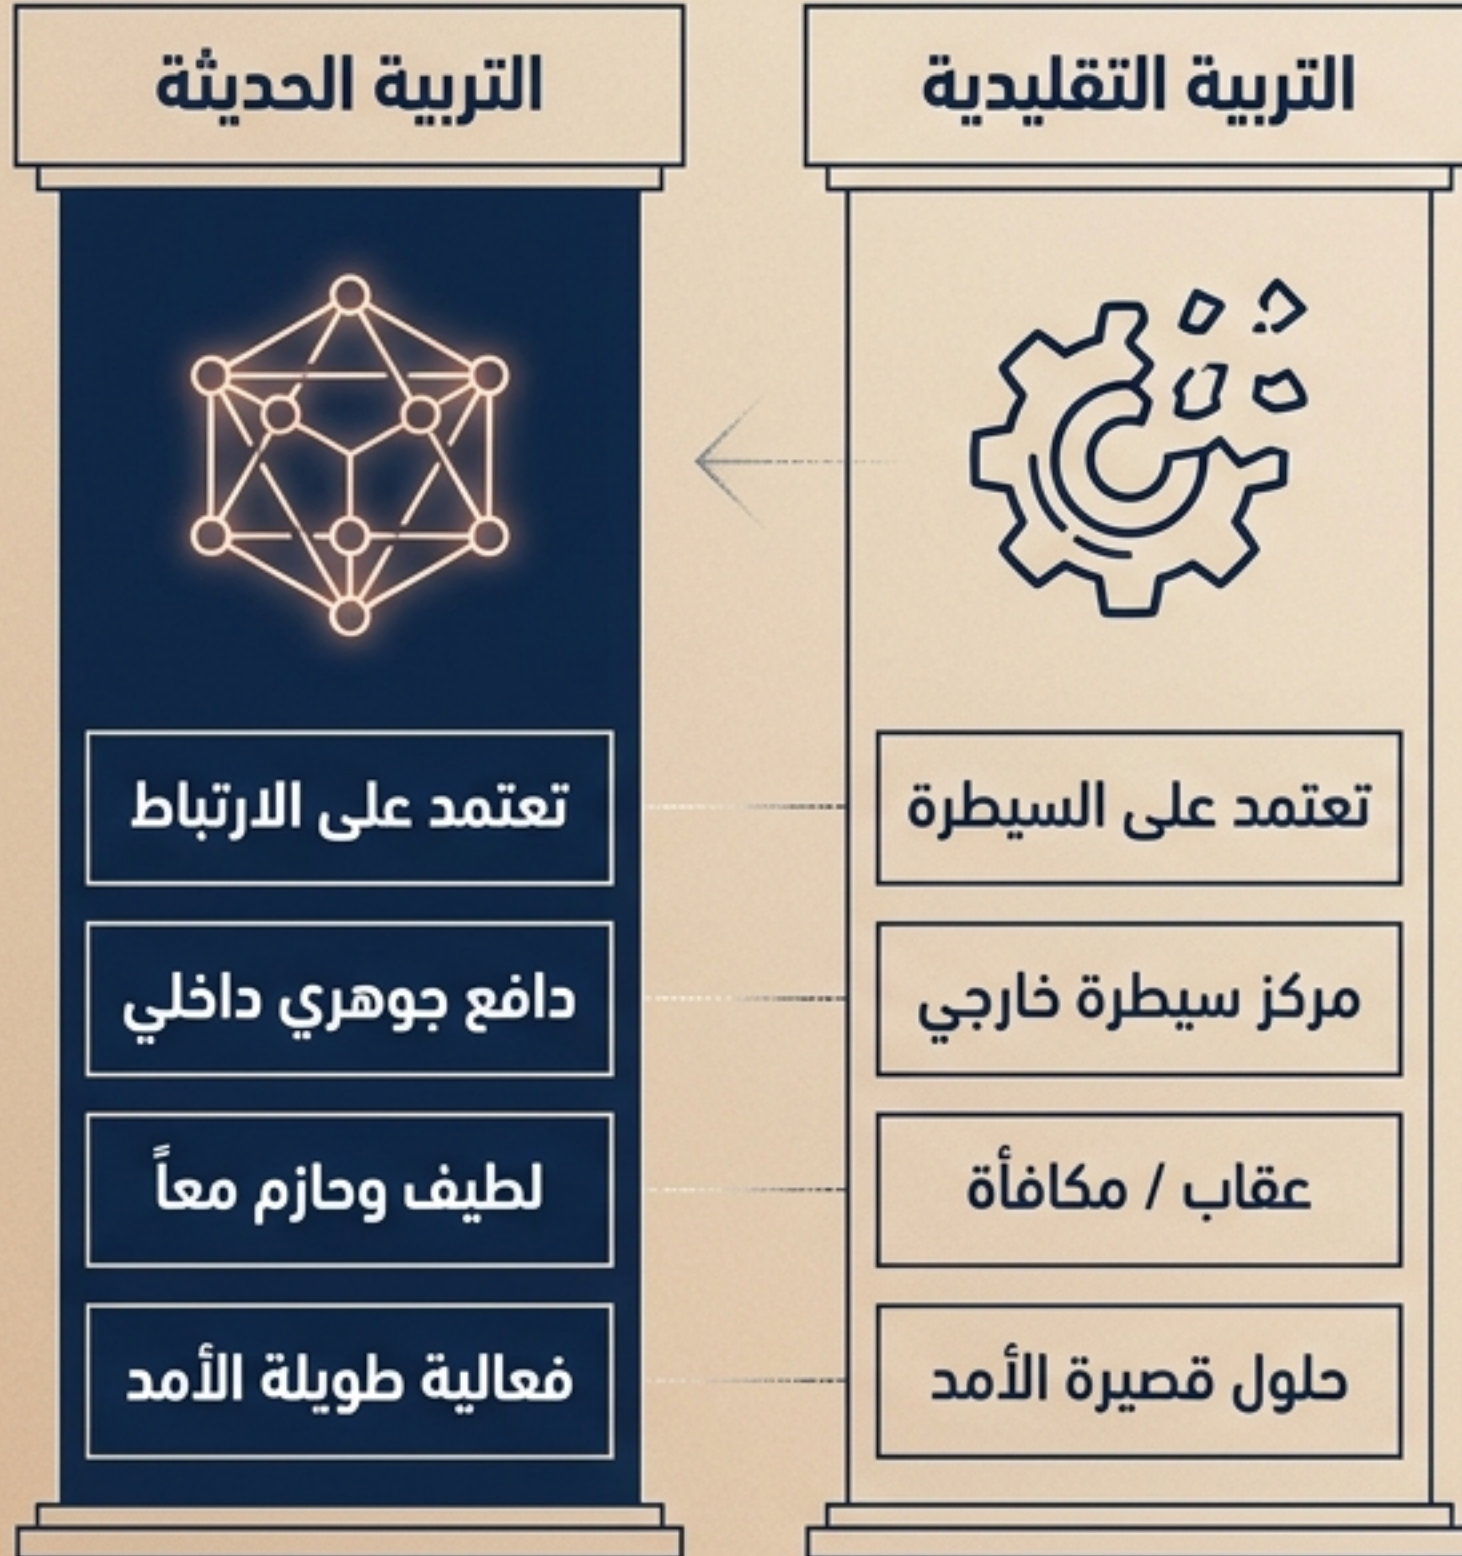 التربية التقليدية
تعتمد على السيطرة
مركز سيطرة خارجي
عقاب / مكافأة
حلول قصيرة الأمد
التربية الحديثة
تعتمد على الارتباط
دافع جوهري داخلي
لطيف وحازم معاً
فعالية طويلة الأمد